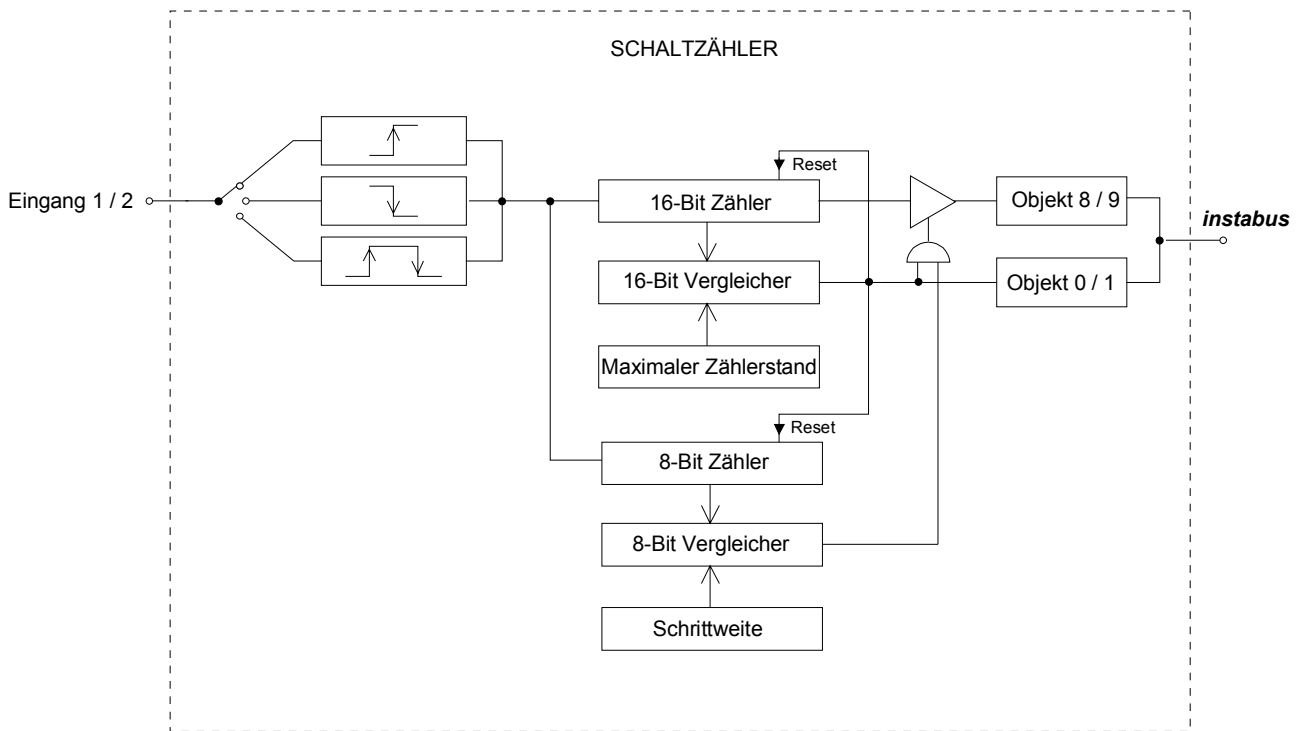 SCHALTZÄHLER
Eingang 1 / 2
Reset
16-Bit Zähler
Objekt 8 / 9
instabus
16-Bit Vergleicher
Objekt 0 / 1
Maximaler Zählerstand
Reset
8-Bit Zähler
8-Bit Vergleicher
Schrittweite